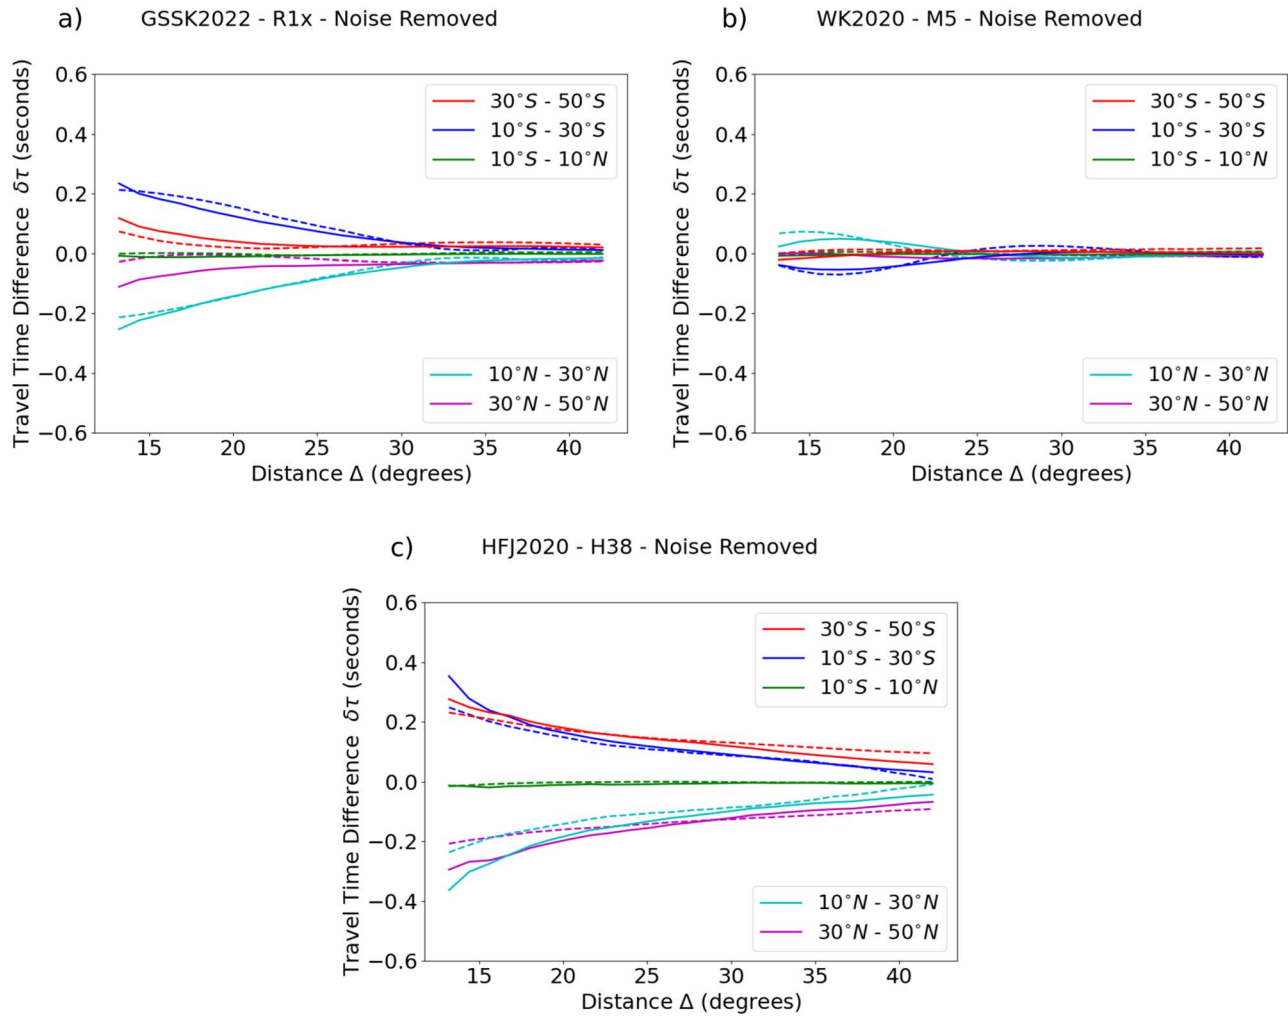 a) GSSK2022 - R1x - Noise Removed
Travel Time Difference δτ (seconds)
0.6
0.4
0.2
0.0
−0.2
−0.4
−0.6
30°S - 50°S
10°S - 30°S
10°S - 10°N
10°N - 30°N
30°N - 50°N
15 20 25 30 35 40
Distance Δ (degrees)
b) WK2020 - M5 - Noise Removed
Travel Time Difference δτ (seconds)
0.6
0.4
0.2
0.0
−0.2
−0.4
−0.6
30°S - 50°S
10°S - 30°S
10°S - 10°N
10°N - 30°N
30°N - 50°N
15 20 25 30 35 40
Distance Δ (degrees)
c) HFJ2020 - H38 - Noise Removed
Travel Time Difference δτ (seconds)
0.6
0.4
0.2
0.0
−0.2
−0.4
−0.6
30°S - 50°S
10°S - 30°S
10°S - 10°N
10°N - 30°N
30°N - 50°N
15 20 25 30 35 40
Distance Δ (degrees)